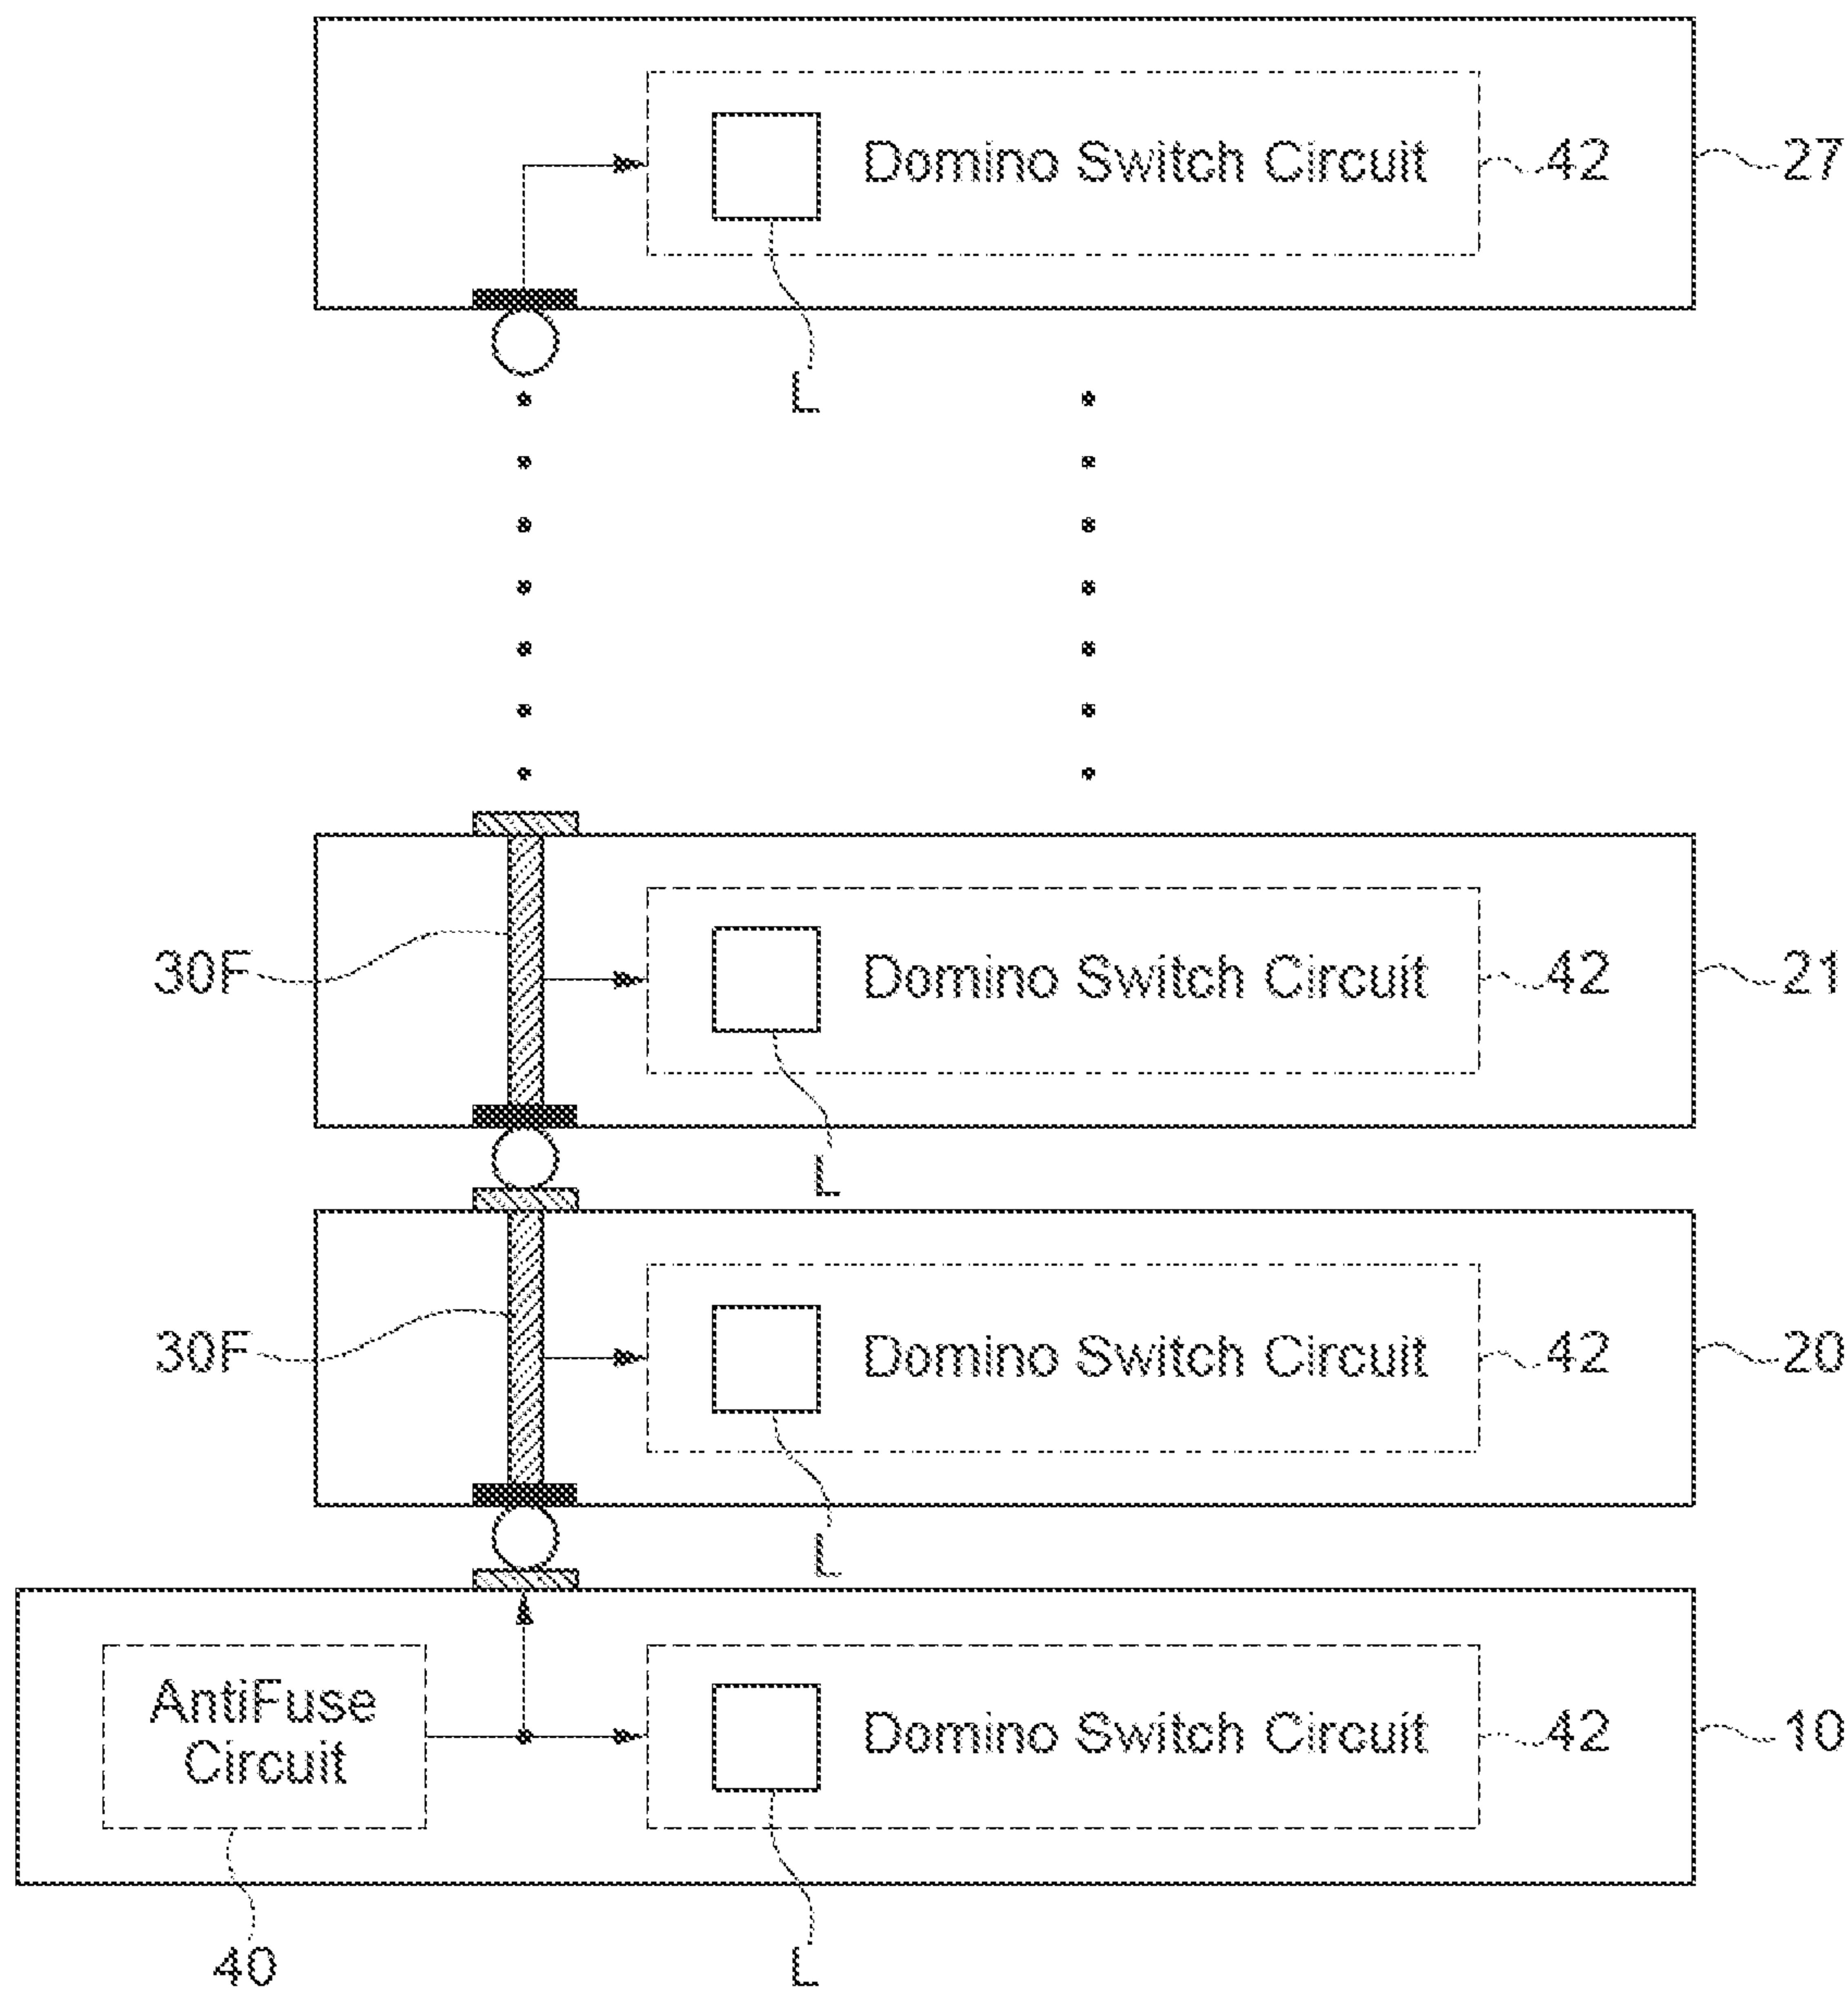 Domino Switch Circuit 42 27
L
30F Domino Switch Circuit 42 21
L
30F Domino Switch Circuit 42 20
L
AntiFuse
Circuit
Domino Switch Circuit 42 10
40 L